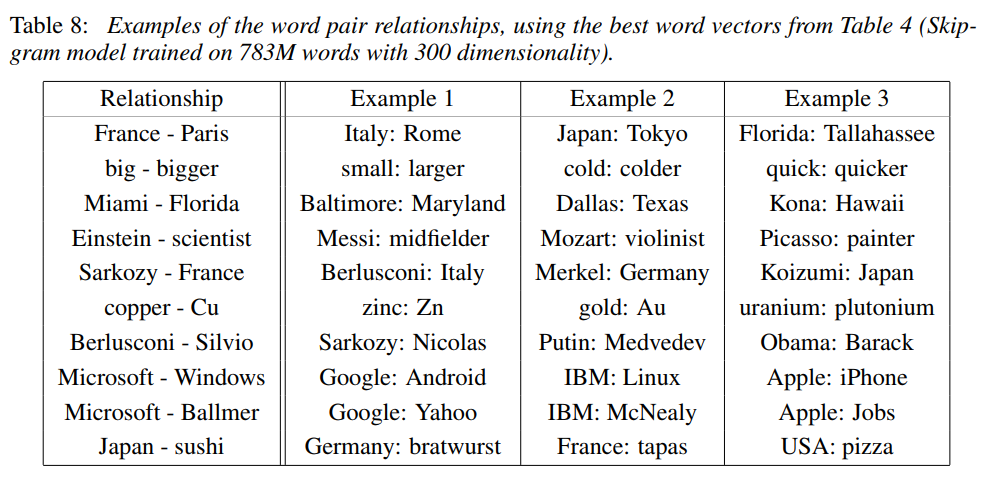 Table 8: Examples of the word pair relationships, using the best word vectors from Table 4 (Skip-
gram model trained on 783M words with 300 dimensionality).
Relationship Example 1 Example 2 Example 3
France - Paris Italy: Rome Japan: Tokyo Florida: Tallahassee
big - bigger small: larger cold: colder quick: quicker
Miami - Florida Baltimore: Maryland Dallas: Texas Kona: Hawaii
Einstein - scientist Messi: midfielder Mozart: violinist Picasso: painter
Sarkozy - France Berlusconi: Italy Merkel: Germany Koizumi: Japan
copper - Cu zinc: Zn gold: Au uranium: plutonium
Berlusconi - Silvio Sarkozy: Nicolas Putin: Medvedev Obama: Barack
Microsoft - Windows Google: Android IBM: Linux Apple: iPhone
Microsoft - Ballmer Google: Yahoo IBM: McNealy Apple: Jobs
Japan - sushi Germany: bratwurst France: tapas USA: pizza